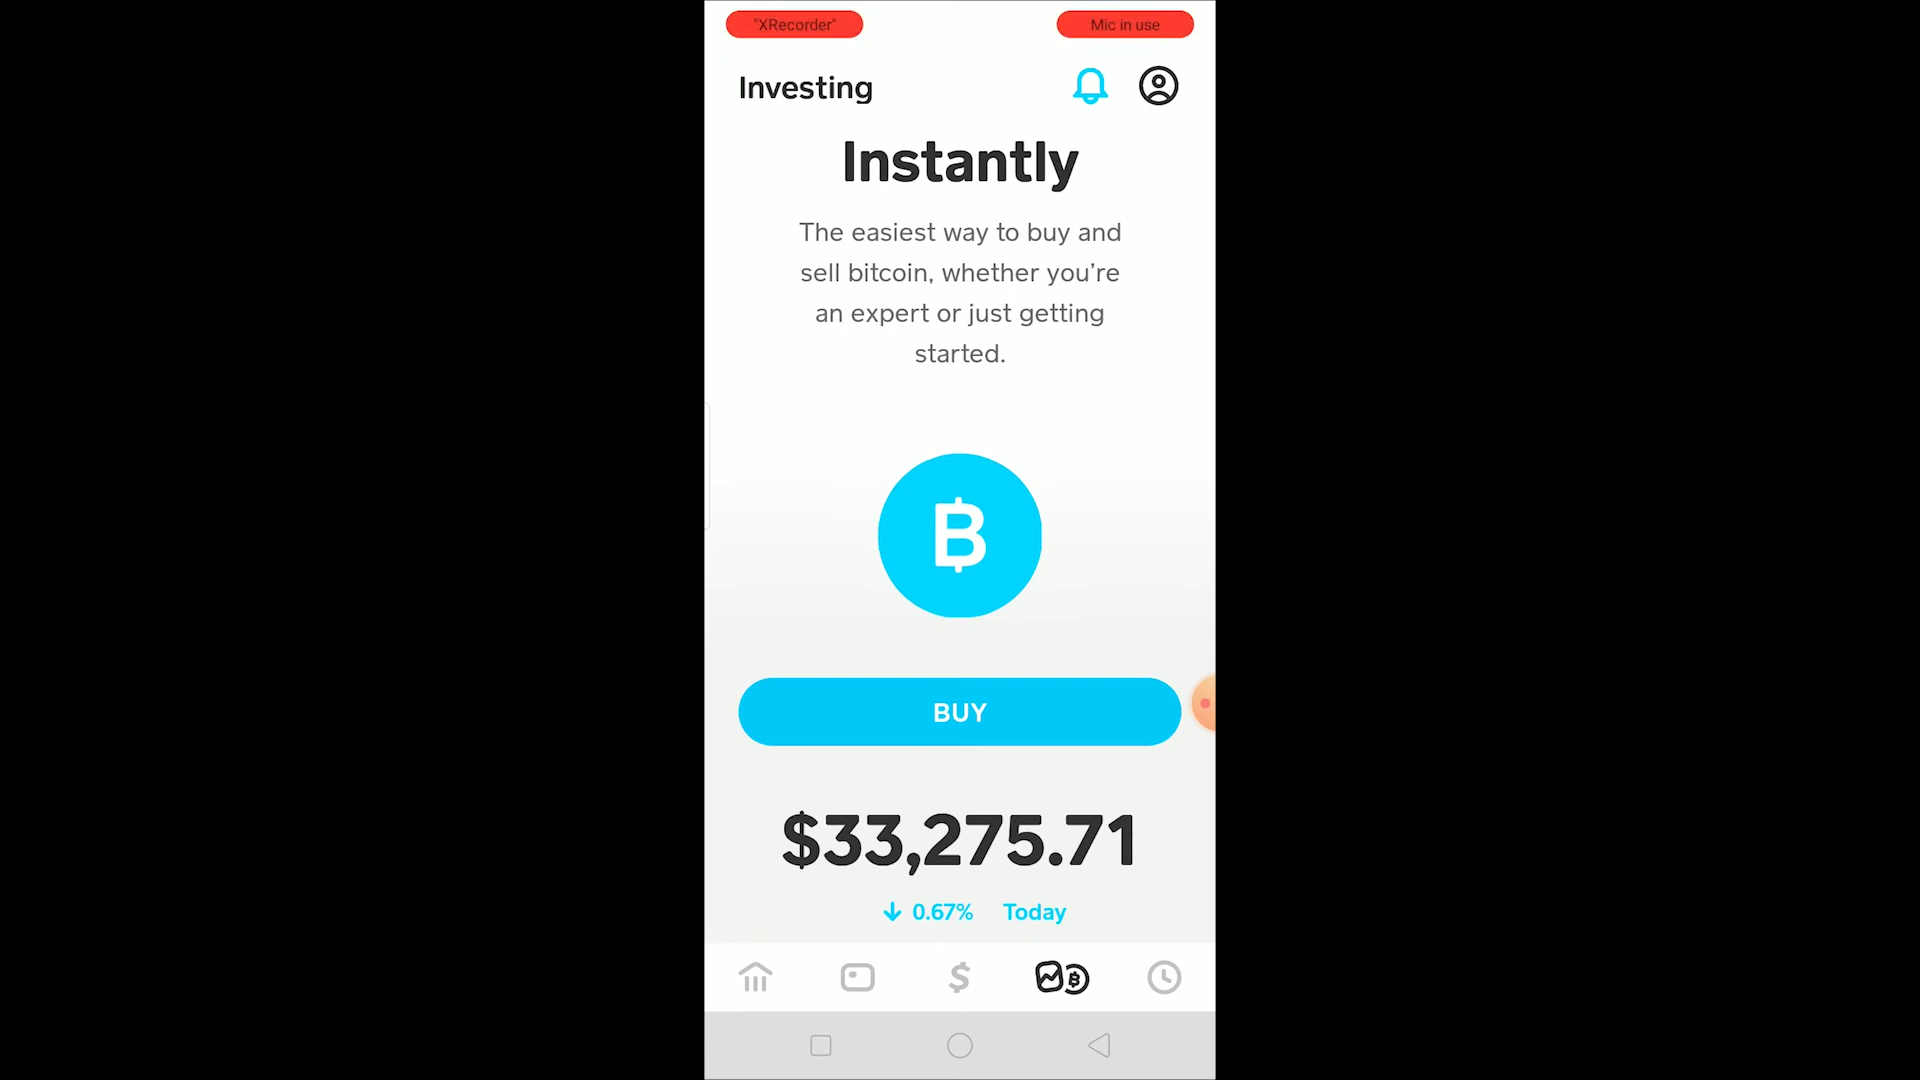 "XRecorder"
Mic in use
Investing
Instantly
The easiest way to buy and
sell bitcoin, whether you’re
an expert or just getting
started.
BUY
$33,275.71
↓ 0.67% Today